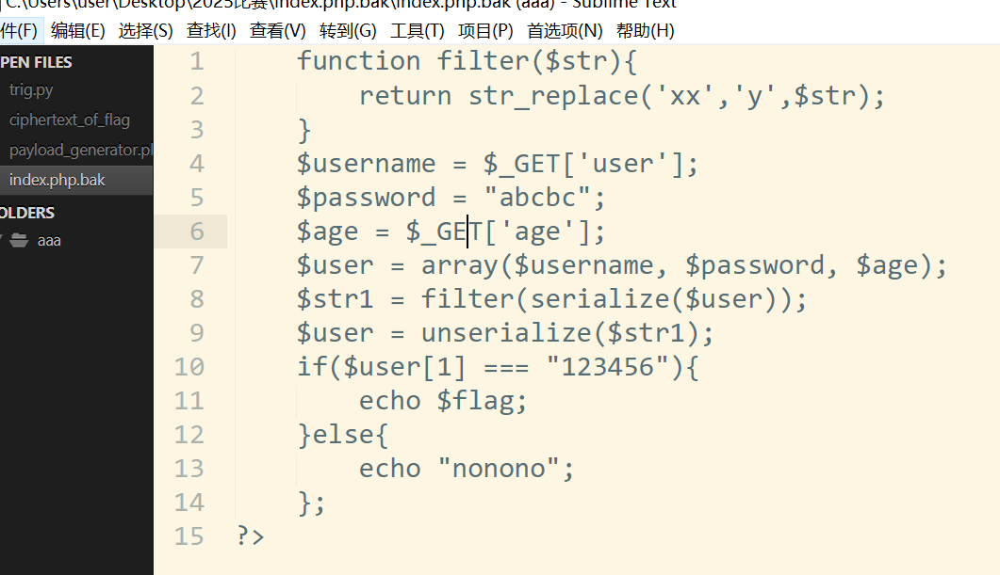 C:\Users\user\Desktop\2025比赛\index.php.bak\index.php.bak (aaa) - Sublime Text
件(F) 编辑(E) 选择(S) 查找(I) 查看(V) 转到(G) 工具(T) 项目(P) 首选项(N) 帮助(H)
PEN FILES
trig.py
ciphertext_of_flag
payload_generator.pl
index.php.bak
OLDERS
aaa
1 function filter($str){
2 return str_replace('xx','y',$str);
3 }
4 $username = $_GET['user'];
5 $password = "abcbc";
6 $age = $_GET['age'];
7 $user = array($username, $password, $age);
8 $str1 = filter(serialize($user));
9 $user = unserialize($str1);
10 if($user[1] === "123456"){
11 echo $flag;
12 }else{
13 echo "nonono";
14 };
15 ?>